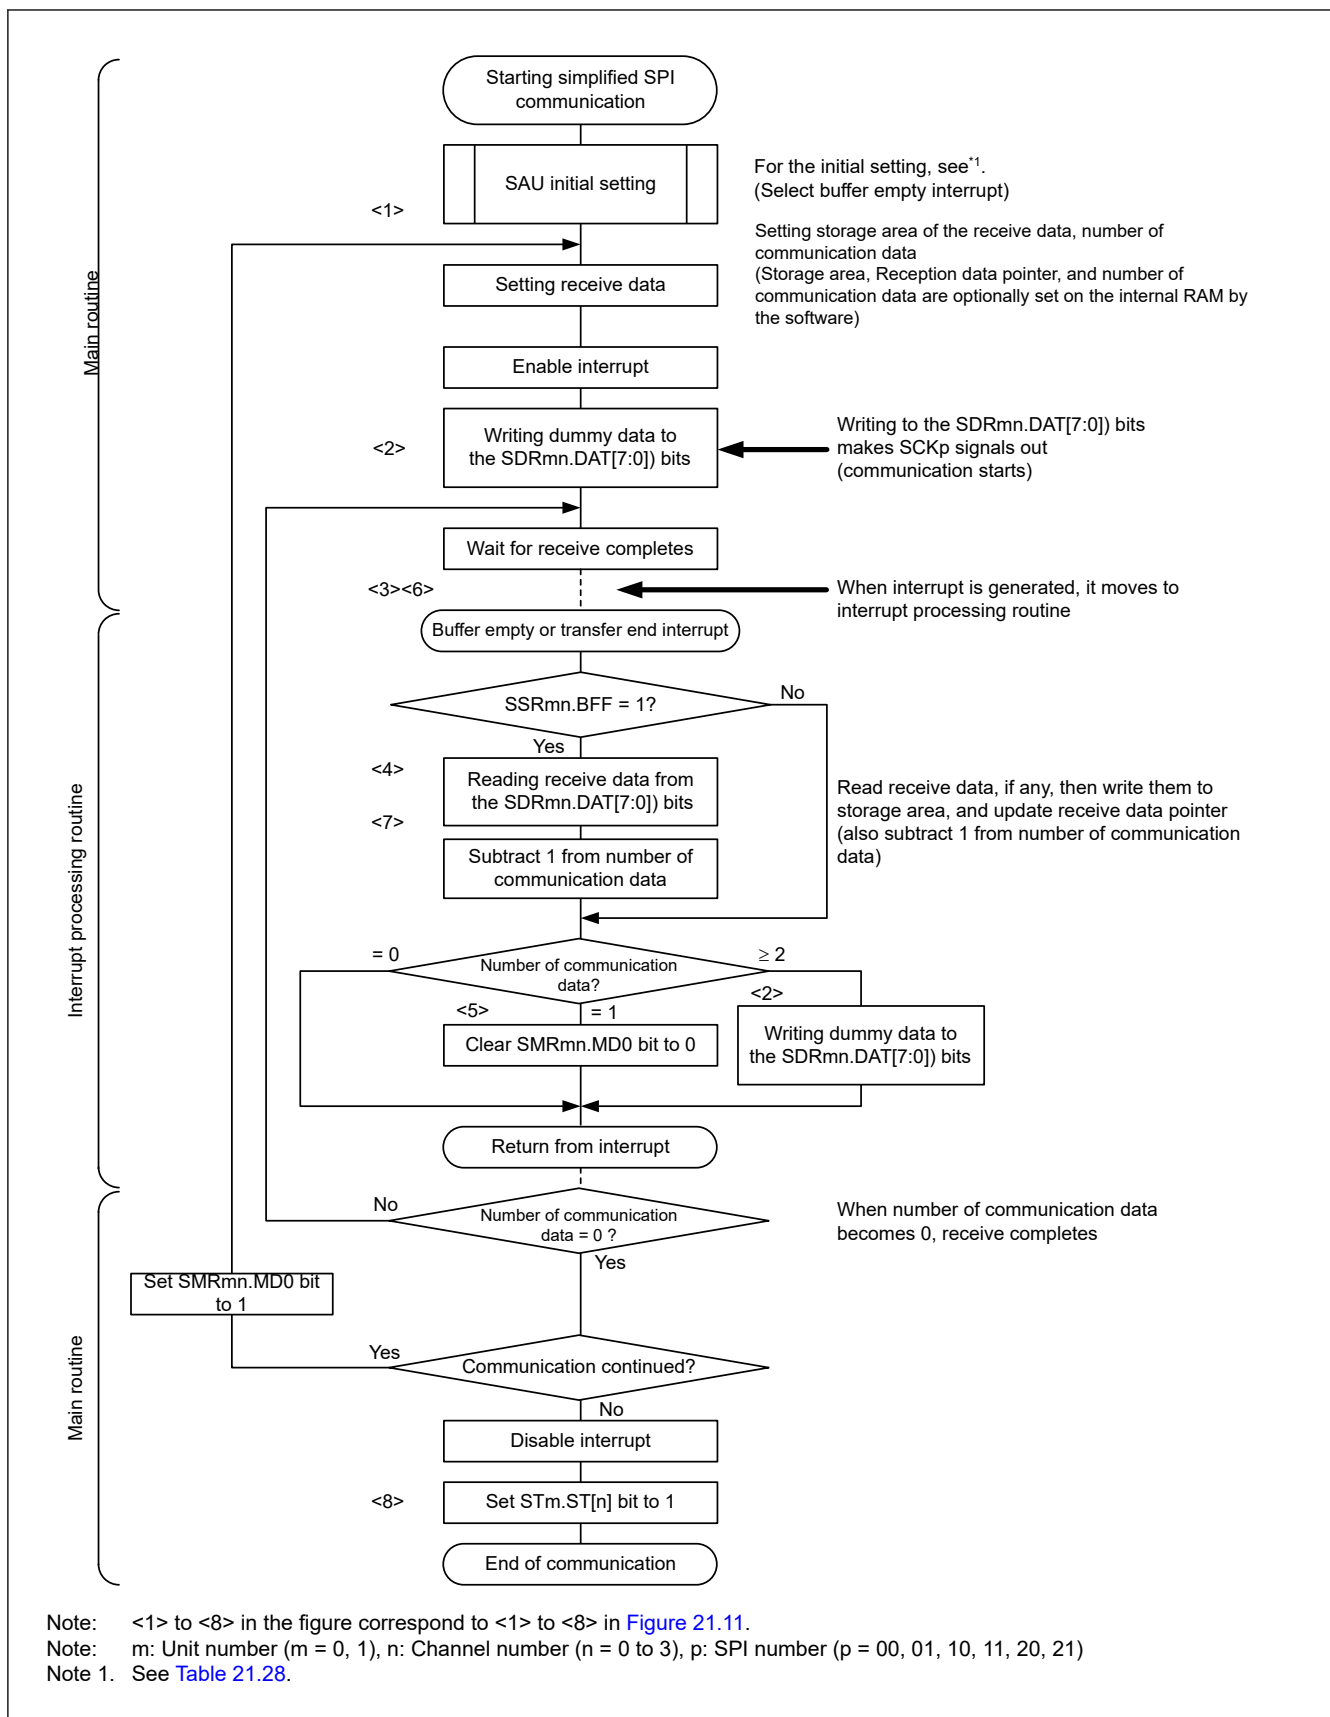 Starting simplified SPI
communication
SAU initial setting
For the initial setting, see*1.
(Select buffer empty interrupt)
<1>
Setting storage area of the receive data, number of
communication data
(Storage area, Reception data pointer, and number of
communication data are optionally set on the internal RAM by
the software)
Setting receive data
Main routine
Enable interrupt
<2>
Writing dummy data to
the SDRmn.DAT[7:0]) bits
Writing to the SDRmn.DAT[7:0]) bits
makes SCKp signals out
(communication starts)
Wait for receive completes
<3><6>
When interrupt is generated, it moves to
interrupt processing routine
Buffer empty or transfer end interrupt
SSRmn.BFF = 1?
No
Yes
<4>
Reading receive data from
the SDRmn.DAT[7:0]) bits
<7>
Subtract 1 from number of
communication data
Read receive data, if any, then write them to
storage area, and update receive data pointer
(also subtract 1 from number of communication
data)
Interrupt processing routine
= 0
Number of communication
data?
≥ 2
<5>
= 1
<2>
Clear SMRmn.MD0 bit to 0
Writing dummy data to
the SDRmn.DAT[7:0]) bits
Return from interrupt
No
Number of communication
data = 0 ?
Yes
When number of communication data
becomes 0, receive completes
Set SMRmn.MD0 bit
to 1
Main routine
Yes
Communication continued?
No
Disable interrupt
<8>
Set STm.ST[n] bit to 1
End of communication
Note: <1> to <8> in the figure correspond to <1> to <8> in Figure 21.11.
Note: m: Unit number (m = 0, 1), n: Channel number (n = 0 to 3), p: SPI number (p = 00, 01, 10, 11, 20, 21)
Note 1. See Table 21.28.